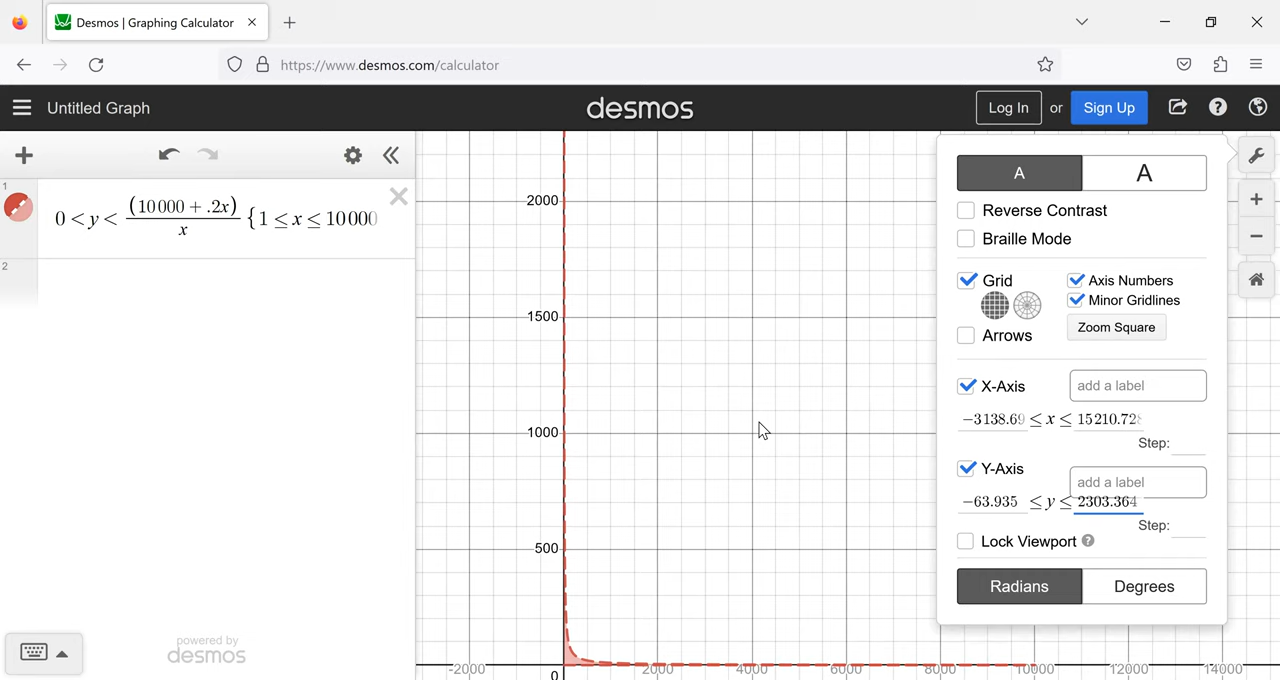 Desmos | Graphing Calculator
https://www.desmos.com/calculator
Untitled Graph
desmos
Log In or Sign Up
1
0 < y < (10000 + .2x) / x {1 ≤ x ≤ 10000
2
powered by
desmos
2000
1500
1000
500
0
-2000
2000
4000
6000
8000
10000
12000
14000
A
A
Reverse Contrast
Braille Mode
Grid
Axis Numbers
Minor Gridlines
Arrows
Zoom Square
X-Axis
add a label
−3138.69 ≤ x ≤ 15210.728
Step:
Y-Axis
add a label
−63.935 ≤ y ≤ 2303.364
Step:
Lock Viewport ?
Radians
Degrees